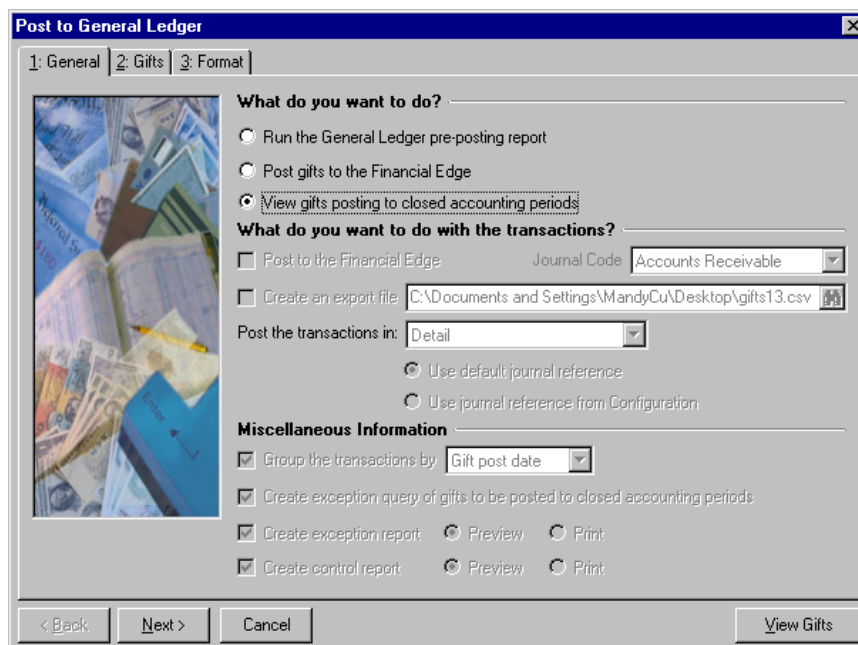 Post to General Ledger
1: General 2: Gifts 3: Format
What do you want to do?
Run the General Ledger pre-posting report
Post gifts to the Financial Edge
View gifts posting to closed accounting periods
What do you want to do with the transactions?
Post to the Financial Edge Journal Code Accounts Receivable
Create an export file C:\Documents and Settings\MandyCu\Desktop\gifts13.csv
Post the transactions in: Detail
Use default journal reference
Use journal reference from Configuration
Miscellaneous Information
Group the transactions by Gift post date
Create exception query of gifts to be posted to closed accounting periods
Create exception report Preview Print
Create control report Preview Print
Enter
< Back Next > Cancel View Gifts